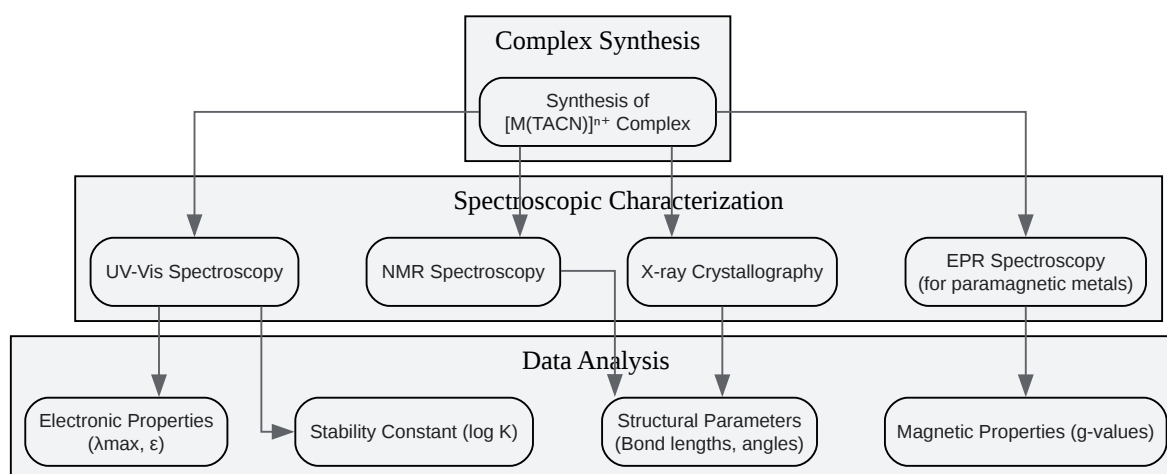 Complex Synthesis
Synthesis of
[M(TACN)]ⁿ⁺ Complex
Spectroscopic Characterization
UV-Vis Spectroscopy
NMR Spectroscopy
X-ray Crystallography
EPR Spectroscopy
(for paramagnetic metals)
Data Analysis
Electronic Properties
(λmax, ε)
Stability Constant (log K)
Structural Parameters
(Bond lengths, angles)
Magnetic Properties (g-values)